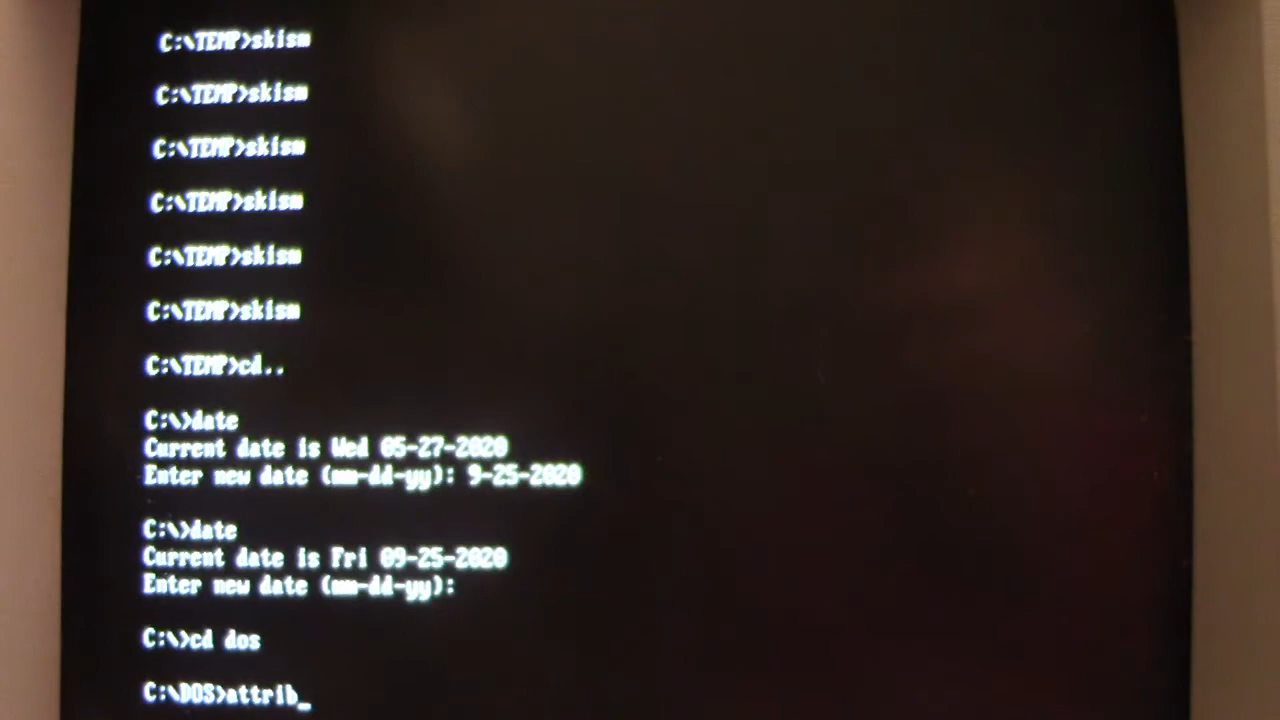 C:\TEMP>skism
C:\TEMP>skism
C:\TEMP>skism
C:\TEMP>skism
C:\TEMP>skism
C:\TEMP>skism
C:\TEMP>cd..
C:\>date
Current date is Wed 05-27-2020
Enter new date (mm-dd-yy): 9-25-2020
C:\>date
Current date is Fri 09-25-2020
Enter new date (mm-dd-yy):
C:\>cd dos
C:\DOS>attrib_